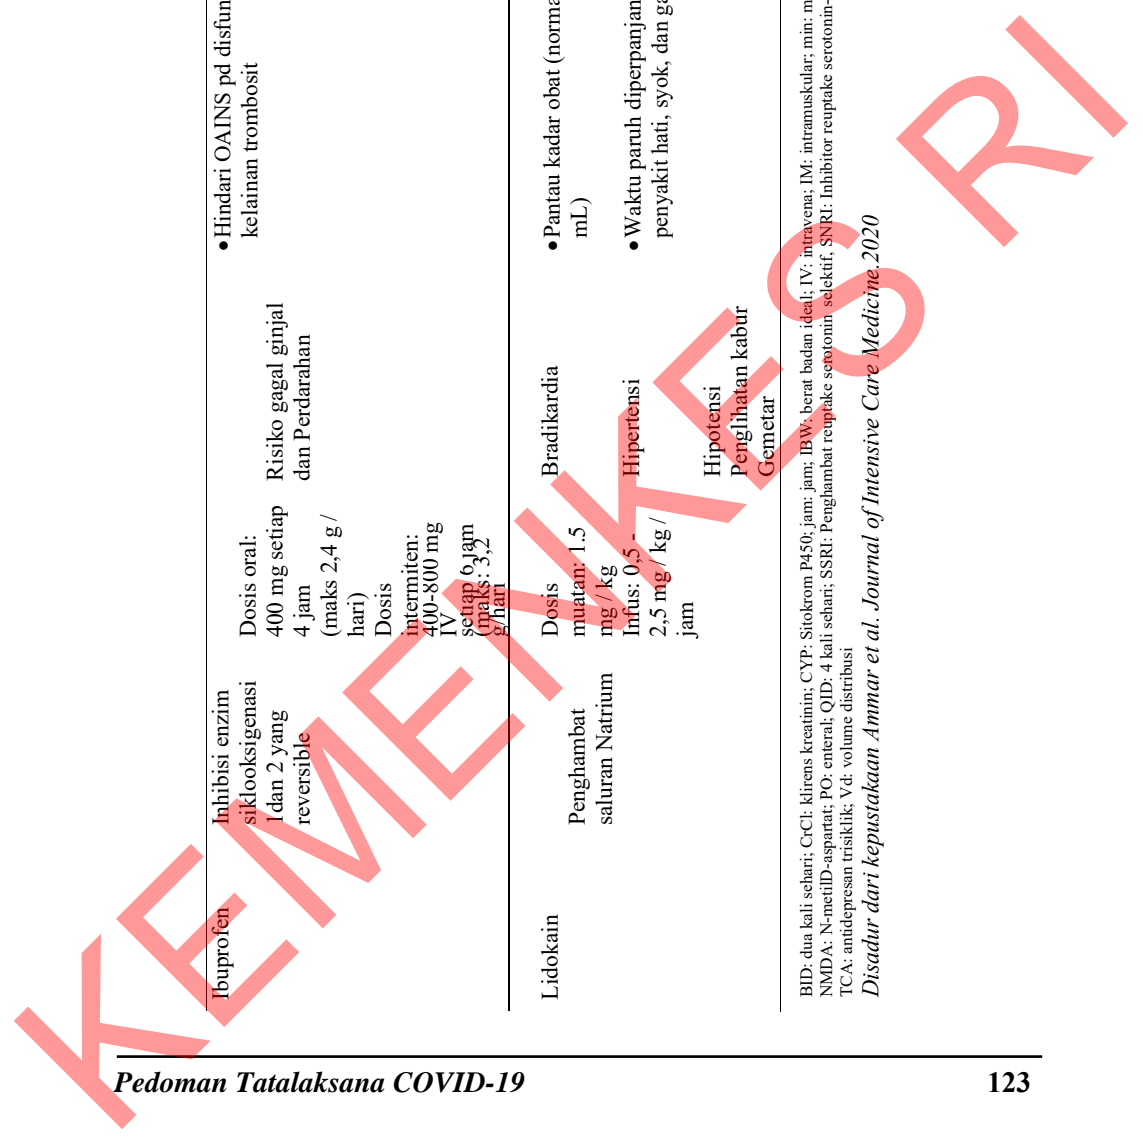 Ibuprofen
Inhibisi enzim
siklooksigenasi
1dan 2 yang
reversible
Dosis oral:
400 mg setiap
4 jam
(maks 2,4 g /
hari)
Dosis
intermiten:
400-800 mg
IV
setiap 6 jam
(maks: 3,2
g/hari
Risiko gagal ginjal
dan Perdarahan
•Hindari OAINS pd disfun
kelainan trombosit
Lidokain
Penghambat
saluran Natrium
Dosis
muatan: 1.5
mg / kg
Infus: 0,5 -
2,5 mg / kg /
jam
Bradikardia
Hipertensi
Hipotensi
Penglihatan kabur
Gemetar
•Pantau kadar obat (norma
mL)
•Waktu paruh diperpanjan
penyakit hati, syok, dan ga
BID: dua kali sehari; CrCl: klirens kreatinin; CYP: Sitokrom P450; jam: jam; IBW: berat badan ideal; IV: intravena; IM: intramuskular; min: m
NMDA: N-metilD-aspartat; PO: enteral; QID: 4 kali sehari; SSRI: Penghambat reuptake serotonin selektif, SNRI: Inhibitor reuptake serotonin-
TCA: antidepresan trisiklik; Vd: volume distribusi
Disadur dari kepustakaan Ammar et al. Journal of Intensive Care Medicine.2020
KEMENKES RI
Pedoman Tatalaksana COVID-19
123